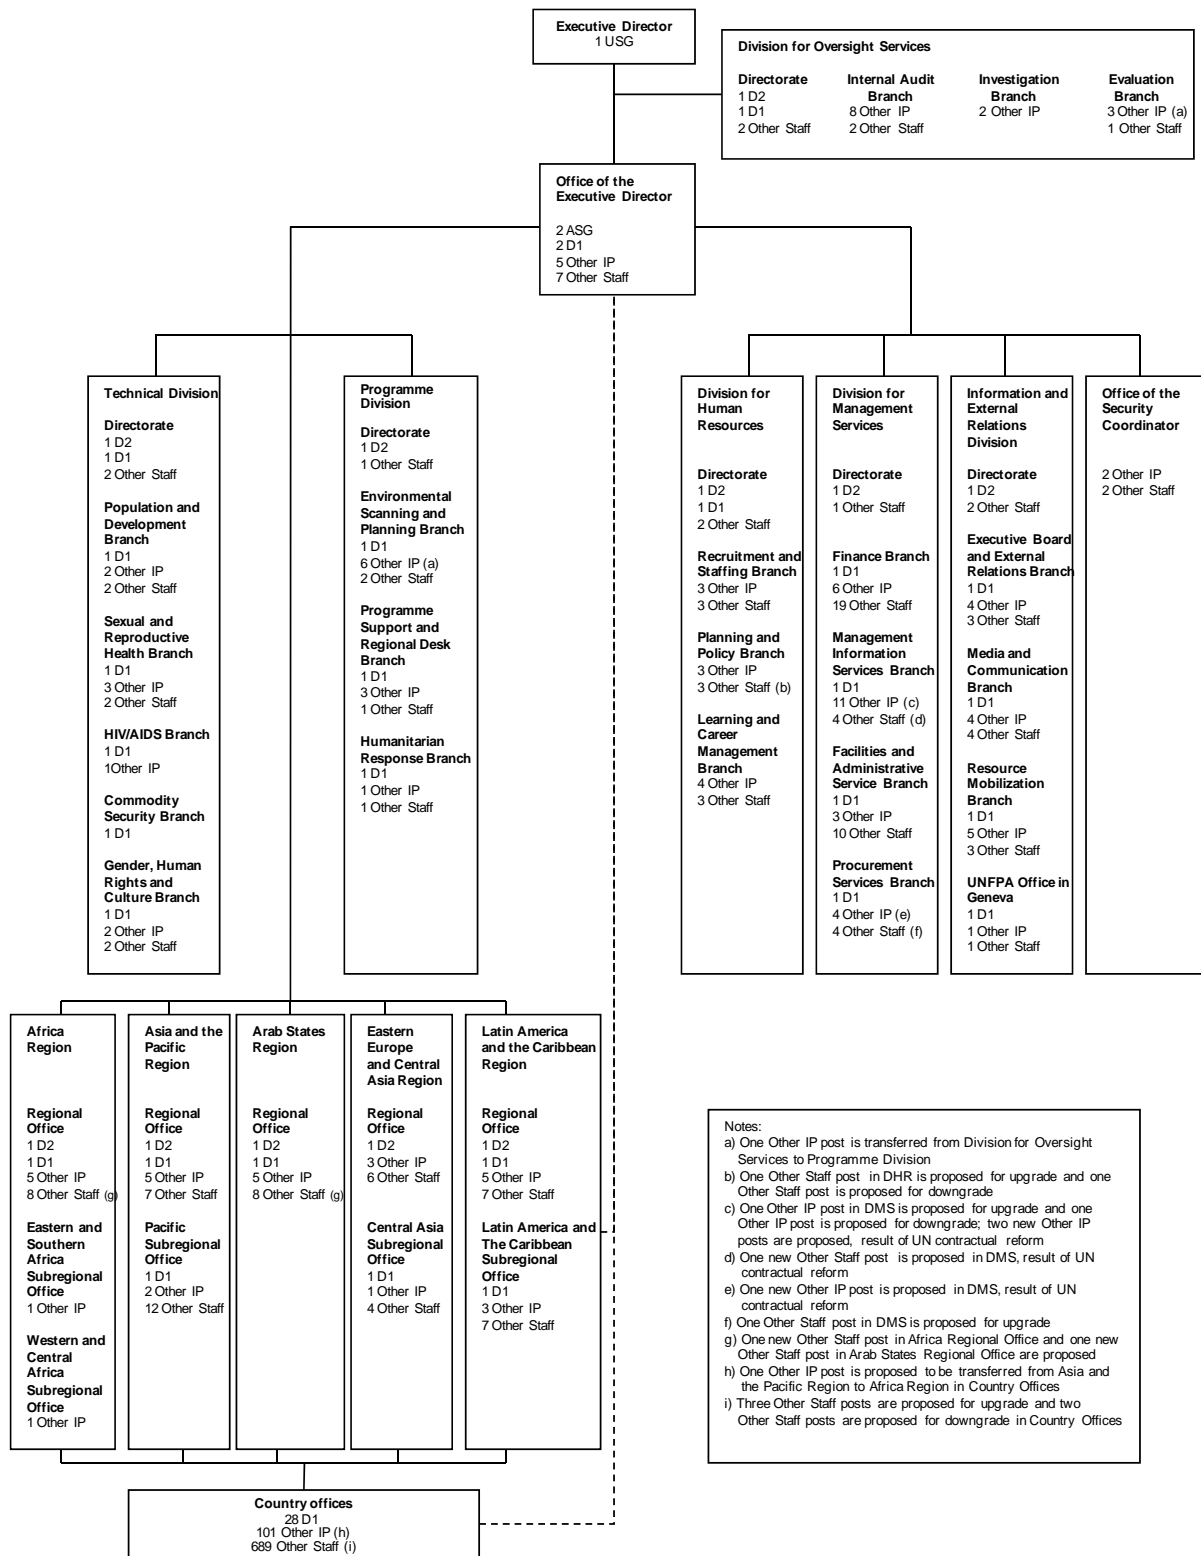 Executive Director
1 USG
Division for Oversight Services
Directorate
1 D2
1 D1
2 Other Staff
Internal Audit
Branch
8 Other IP
2 Other Staff
Investigation
Branch
2 Other IP
Evaluation
Branch
3 Other IP (a)
1 Other Staff
Office of the
Executive Director
2 ASG
2 D1
5 Other IP
7 Other Staff
Technical Division
Directorate
1 D2
1 D1
2 Other Staff
Population and
Development
Branch
1 D1
2 Other IP
2 Other Staff
Sexual and
Reproductive
Health Branch
1 D1
3 Other IP
2 Other Staff
HIV/AIDS Branch
1 D1
1Other IP
Commodity
Security Branch
1 D1
Gender, Human
Rights and
Culture Branch
1 D1
2 Other IP
2 Other Staff
Programme
Division
Directorate
1 D2
1 Other Staff
Environmental
Scanning and
Planning Branch
1 D1
6 Other IP (a)
2 Other Staff
Programme
Support and
Regional Desk
Branch
1 D1
3 Other IP
1 Other Staff
Humanitarian
Response Branch
1 D1
1 Other IP
1 Other Staff
Division for
Human
Resources
Directorate
1 D2
1 D1
2 Other Staff
Recruitment and
Staffing Branch
3 Other IP
3 Other Staff
Planning and
Policy Branch
3 Other IP
3 Other Staff (b)
Learning and
Career
Management
Branch
4 Other IP
3 Other Staff
Division for
Management
Services
Directorate
1 D2
1 Other Staff
Finance Branch
1 D1
6 Other IP
19 Other Staff
Management
Information
Services Branch
1 D1
11 Other IP (c)
4 Other Staff (d)
Facilities and
Administrative
Service Branch
1 D1
3 Other IP
10 Other Staff
Procurement
Services Branch
1 D1
4 Other IP (e)
4 Other Staff (f)
Information and
External
Relations
Division
Directorate
1 D2
2 Other Staff
Executive Board
and External
Relations Branch
1 D1
4 Other IP
3 Other Staff
Media and
Communication
Branch
1 D1
4 Other IP
4 Other Staff
Resource
Mobilization
Branch
1 D1
5 Other IP
3 Other Staff
UNFPA Office in
Geneva
1 D1
1 Other IP
1 Other Staff
Office of the
Security
Coordinator
2 Other IP
2 Other Staff
Africa
Region
Regional
Office
1 D2
1 D1
5 Other IP
8 Other Staff (g)
Eastern and
Southern
Africa
Subregional
Office
1 Other IP
Western and
Central
Africa
Subregional
Office
1 Other IP
Asia and the
Pacific
Region
Regional
Office
1 D2
1 D1
5 Other IP
7 Other Staff
Pacific
Subregional
Office
1 D1
2 Other IP
12 Other Staff
Arab States
Region
Regional
Office
1 D2
1 D1
5 Other IP
8 Other Staff (g)
Eastern
Europe
and Central
Asia Region
Regional
Office
1 D2
3 Other IP
6 Other Staff
Central Asia
Subregional
Office
1 D1
1 Other IP
4 Other Staff
Latin America
and the Caribbean
Region
Regional
Office
1 D2
1 D1
5 Other IP
7 Other Staff
Latin America and
The Caribbean
Subregional
Office
1 D1
3 Other IP
7 Other Staff
Notes:
a) One Other IP post is transferred from Division for Oversight
Services to Programme Division
b) One Other Staff post in DHR is proposed for upgrade and one
Other Staff post is proposed for downgrade
c) One Other IP post in DMS is proposed for upgrade and one
Other IP post is proposed for downgrade; two new Other IP
posts are proposed, result of UN contractual reform
d) One new Other Staff post is proposed in DMS, result of UN
contractual reform
e) One new Other IP post is proposed in DMS, result of UN
contractual reform
f) One Other Staff post in DMS is proposed for upgrade
g) One new Other Staff post in Africa Regional Office and one new
Other Staff post in Arab States Regional Office are proposed
h) One Other IP post is proposed to be transferred from Asia and
the Pacific Region to Africa Region in Country Offices
i) Three Other Staff posts are proposed for upgrade and two
Other Staff posts are proposed for downgrade in Country Offices
Country offices
28 D1
101 Other IP (h)
689 Other Staff (i)